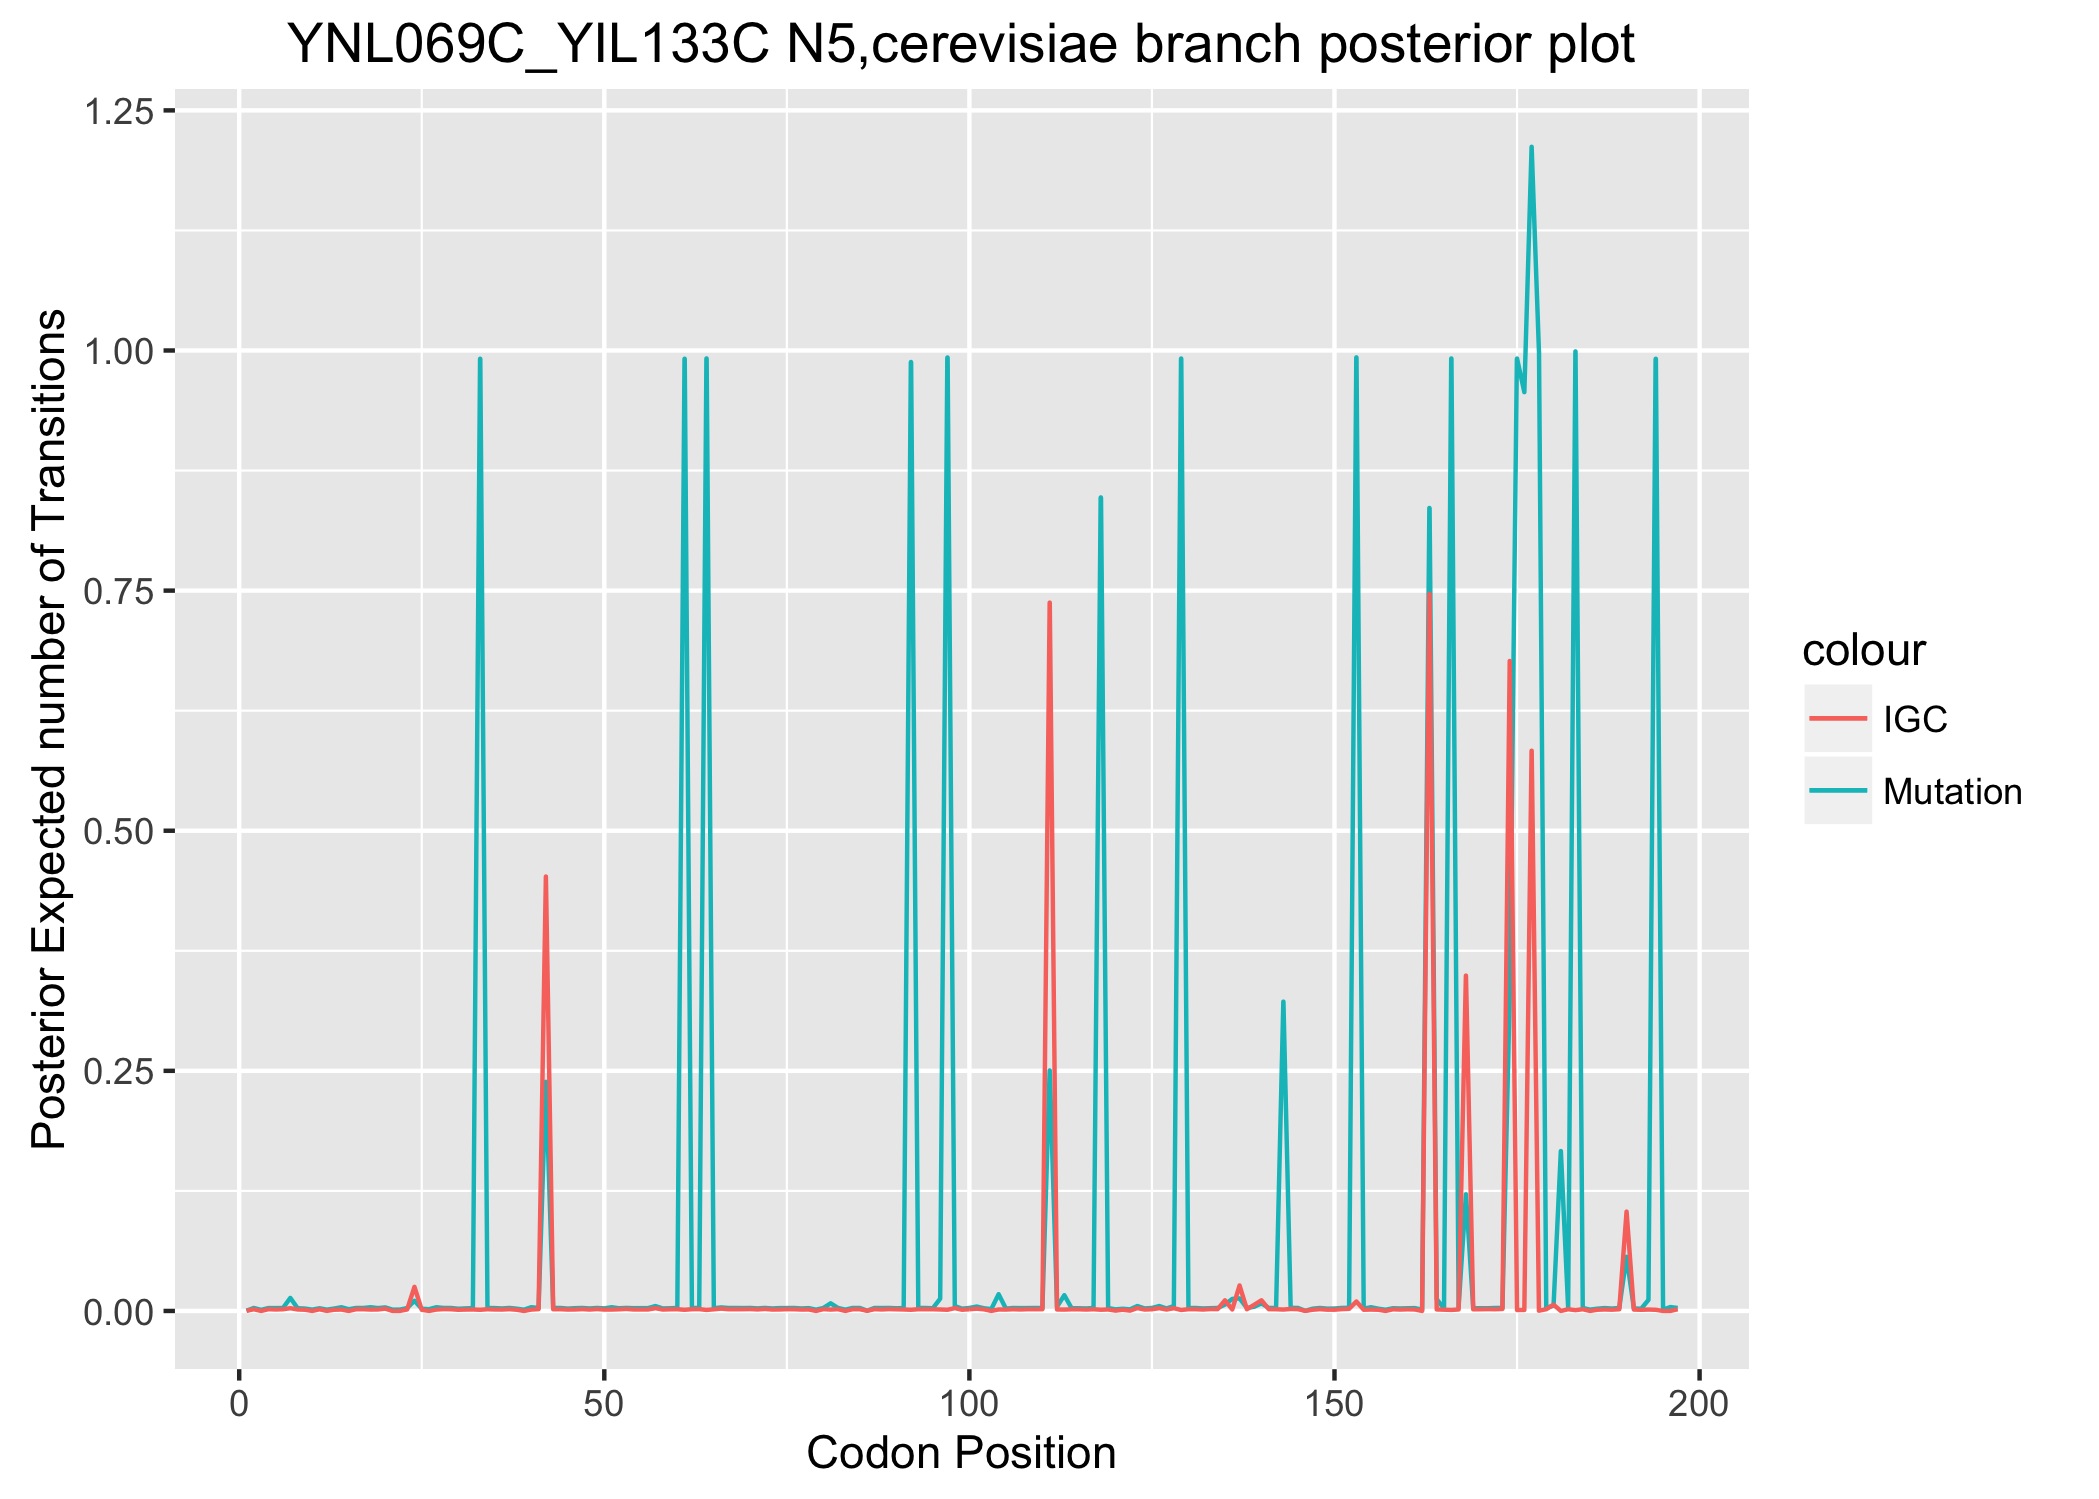 YNL069C_YIL133C N5,cerevisiae branch posterior plot
Posterior Expected number of Transitions
1.25
1.00
0.75
0.50
0.25
0.00
0 50 100 150 200
Codon Position
colour
IGC
Mutation